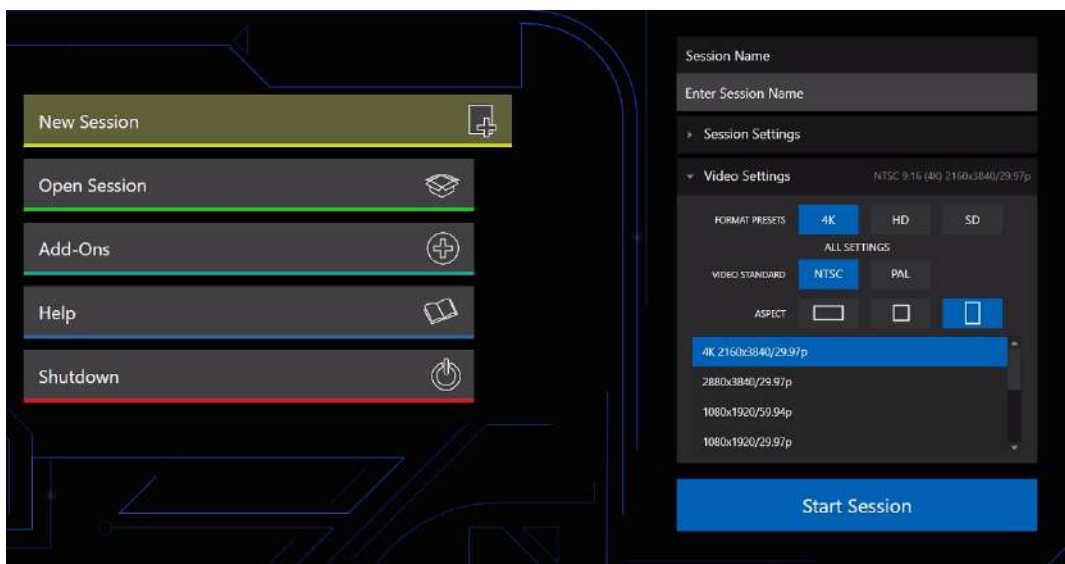 New Session
Open Session
Add-Ons
Help
Shutdown
Session Name
Enter Session Name
Session Settings
Video Settings NTSC 9:16 (4K) 2160x3840/29.97p
FORMAT PRESETS 4K HD SD
ALL SETTINGS
VIDEO STANDARD NTSC PAL
ASPECT
4K 2160x3840/29.97p
2880x3840/29.97p
1080x1920/59.94p
1080x1920/29.97p
Start Session